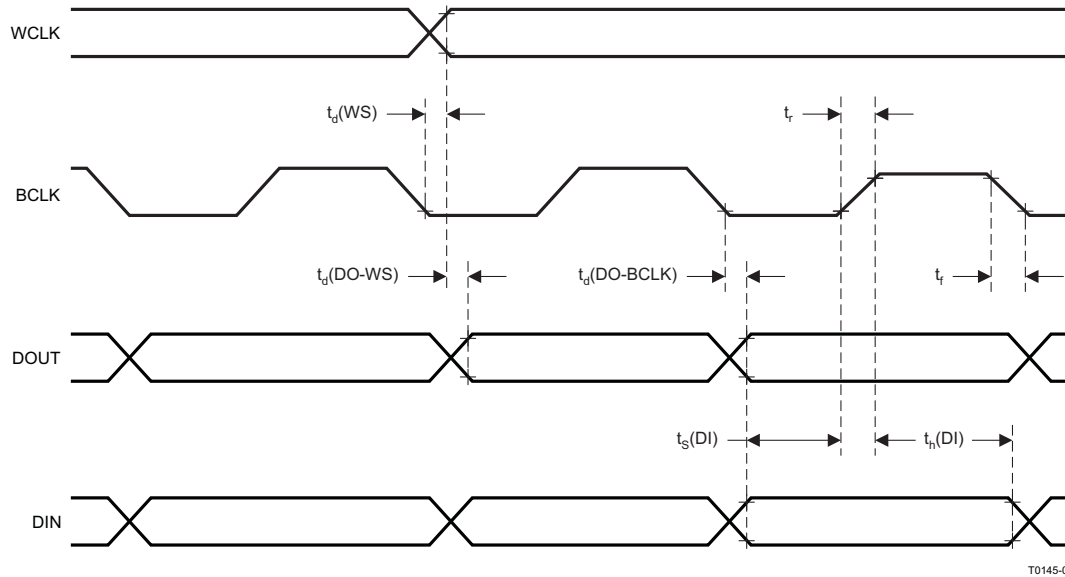 WCLK
t_d(WS)
t_r
BCLK
t_d(DO-WS)
t_d(DO-BCLK)
t_f
DOUT
t_S(DI)
t_h(DI)
DIN